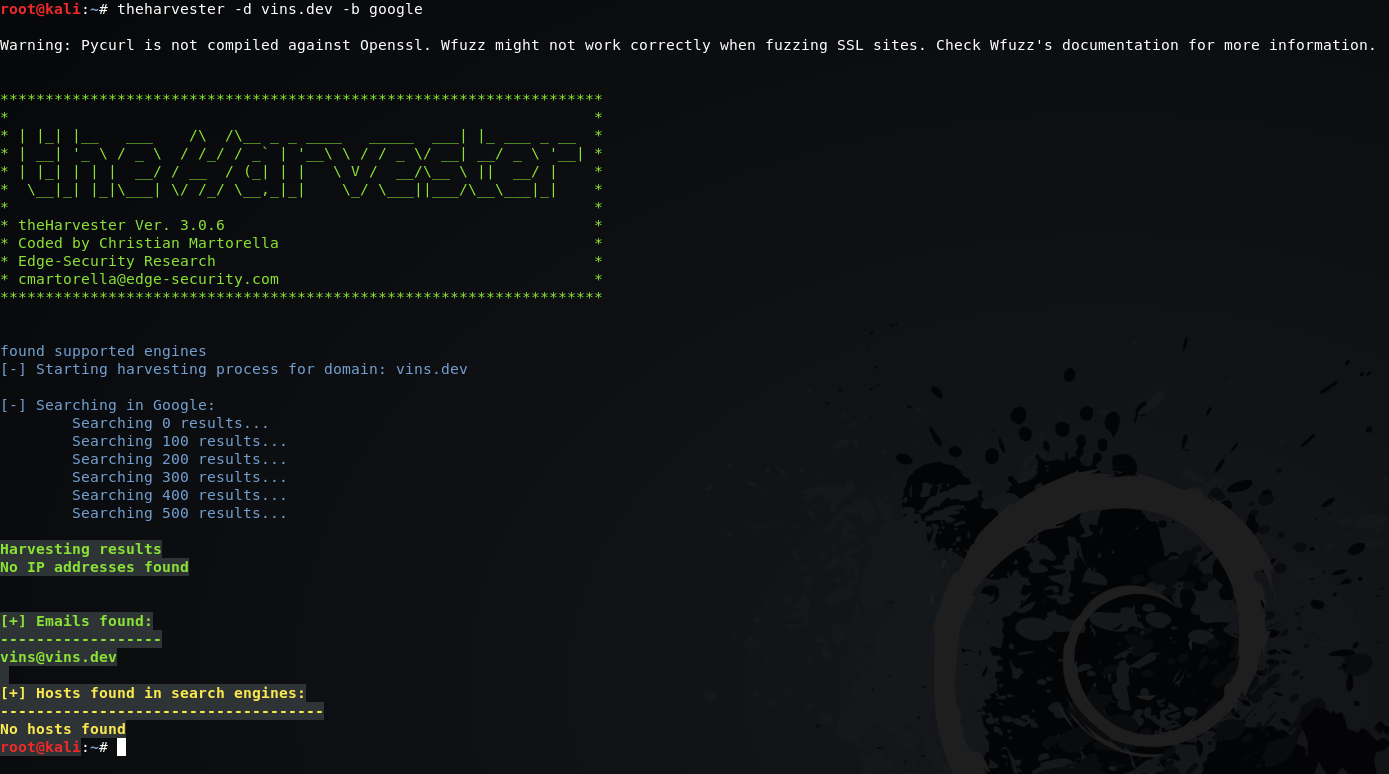 root@kali:~# theharvester -d vins.dev -b google
Warning: Pycurl is not compiled against Openssl. Wfuzz might not work correctly when fuzzing SSL sites. Check Wfuzz's documentation for more information.
*******************************************************************
*                                                                 *
* | |_| |__   ___    /\  /\__ _ _ ____   _____  ___| |_ ___ _ __  *
* | __| '_ \ / _ \  / /_/ / _` | '__\ \ / / _ \/ __| __/ _ \ '__| *
* | |_| | | |  __/ / __  / (_| | |   \ V /  __/\__ \ ||  __/ |    *
*  \__|_| |_|\___| \/ /_/ \__,_|_|    \_/ \___||___/\__\___|_|    *
*                                                                 *
* theHarvester Ver. 3.0.6                                         *
* Coded by Christian Martorella                                   *
* Edge-Security Research                                          *
* cmartorella@edge-security.com                                   *
*******************************************************************
found supported engines
[-] Starting harvesting process for domain: vins.dev
[-] Searching in Google:
        Searching 0 results...
        Searching 100 results...
        Searching 200 results...
        Searching 300 results...
        Searching 400 results...
        Searching 500 results...
Harvesting results
No IP addresses found
[+] Emails found:
------------------
vins@vins.dev
[+] Hosts found in search engines:
------------------------------------
No hosts found
root@kali:~#